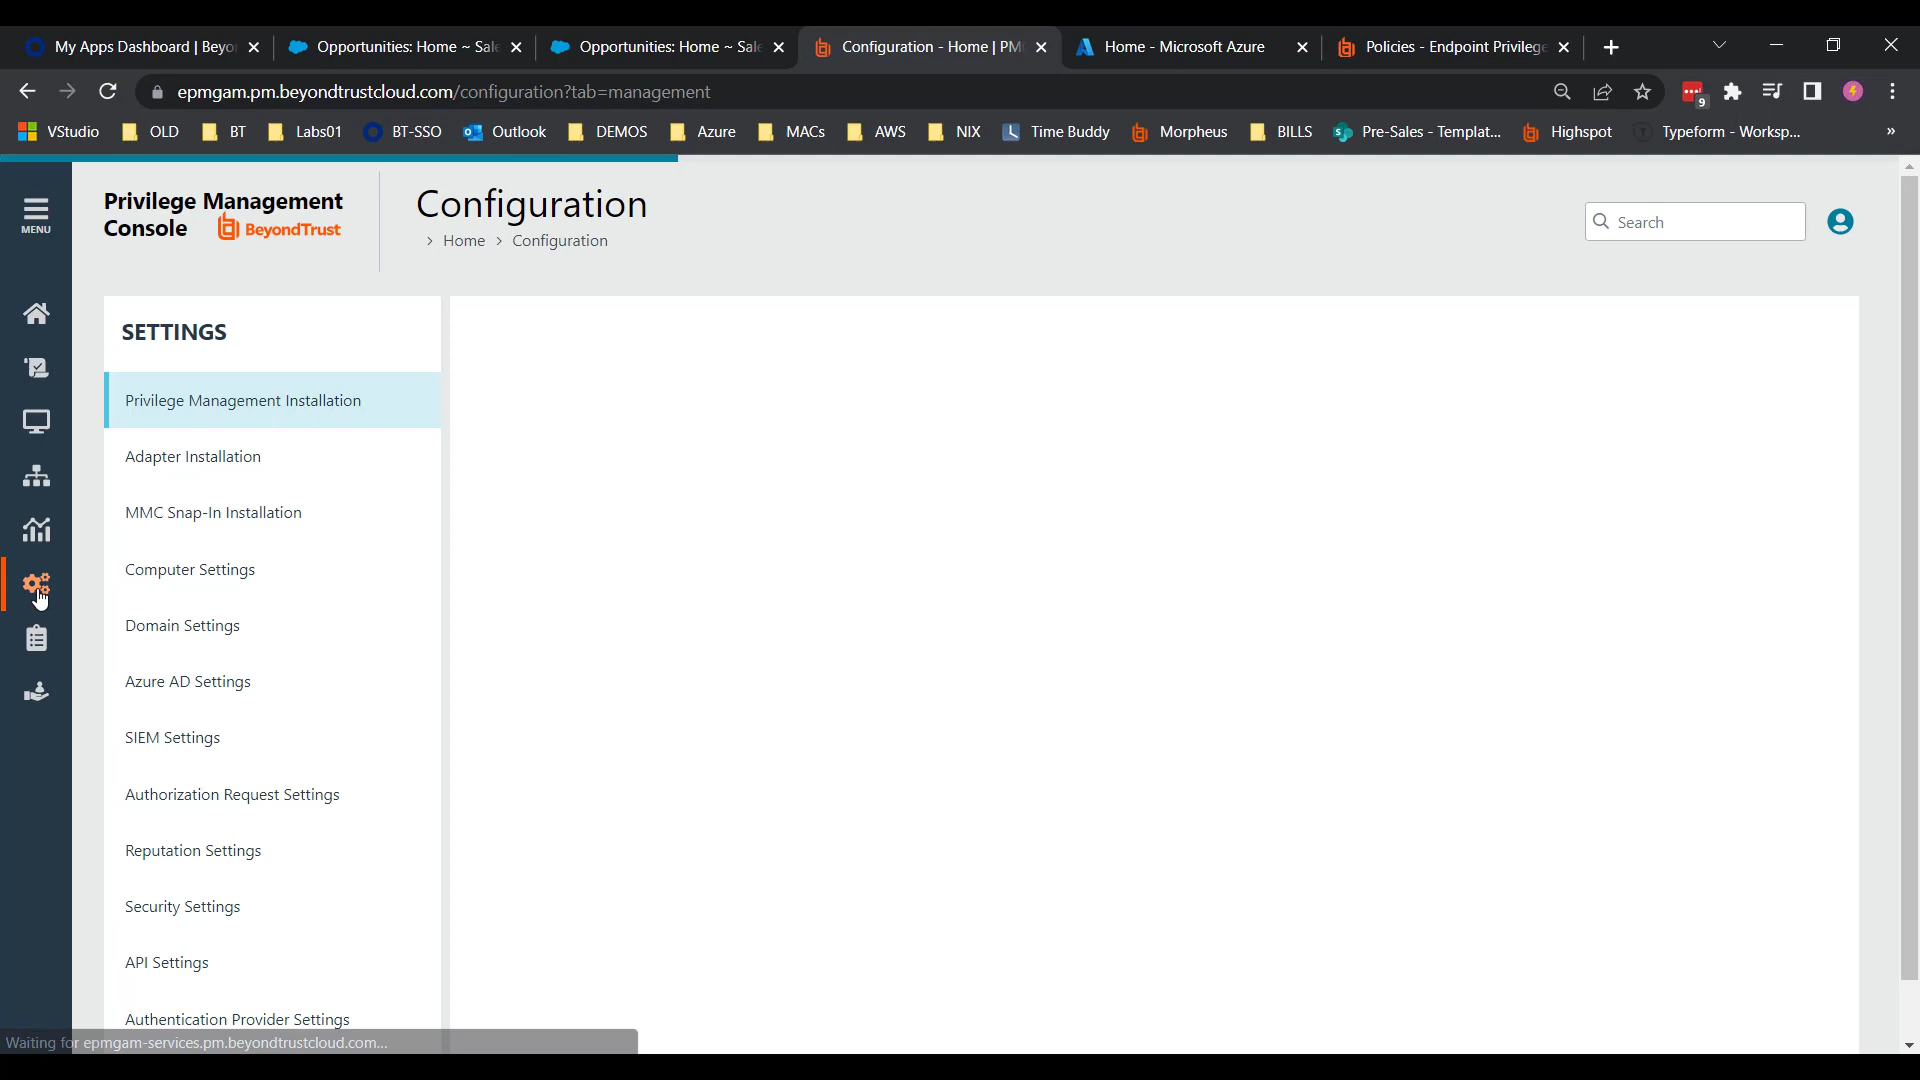 My Apps Dashboard | Beyo
Opportunities: Home ~ Sale
Opportunities: Home ~ Sale
Configuration - Home | PM
Home - Microsoft Azure
Policies - Endpoint Privilege
epmgam.pm.beyondtrustcloud.com/configuration?tab=management
9
VStudio
OLD
BT
Labs01
BT-SSO
Outlook
DEMOS
Azure
MACs
AWS
NIX
Time Buddy
Morpheus
BILLS
Pre-Sales - Templat...
Highspot
Typeform - Worksp...
»
MENU
Privilege Management
Console
BeyondTrust
Configuration
> Home > Configuration
Search
SETTINGS
Privilege Management Installation
Adapter Installation
MMC Snap-In Installation
Computer Settings
Domain Settings
Azure AD Settings
SIEM Settings
Authorization Request Settings
Reputation Settings
Security Settings
API Settings
Authentication Provider Settings
Waiting for epmgam-services.pm.beyondtrustcloud.com...